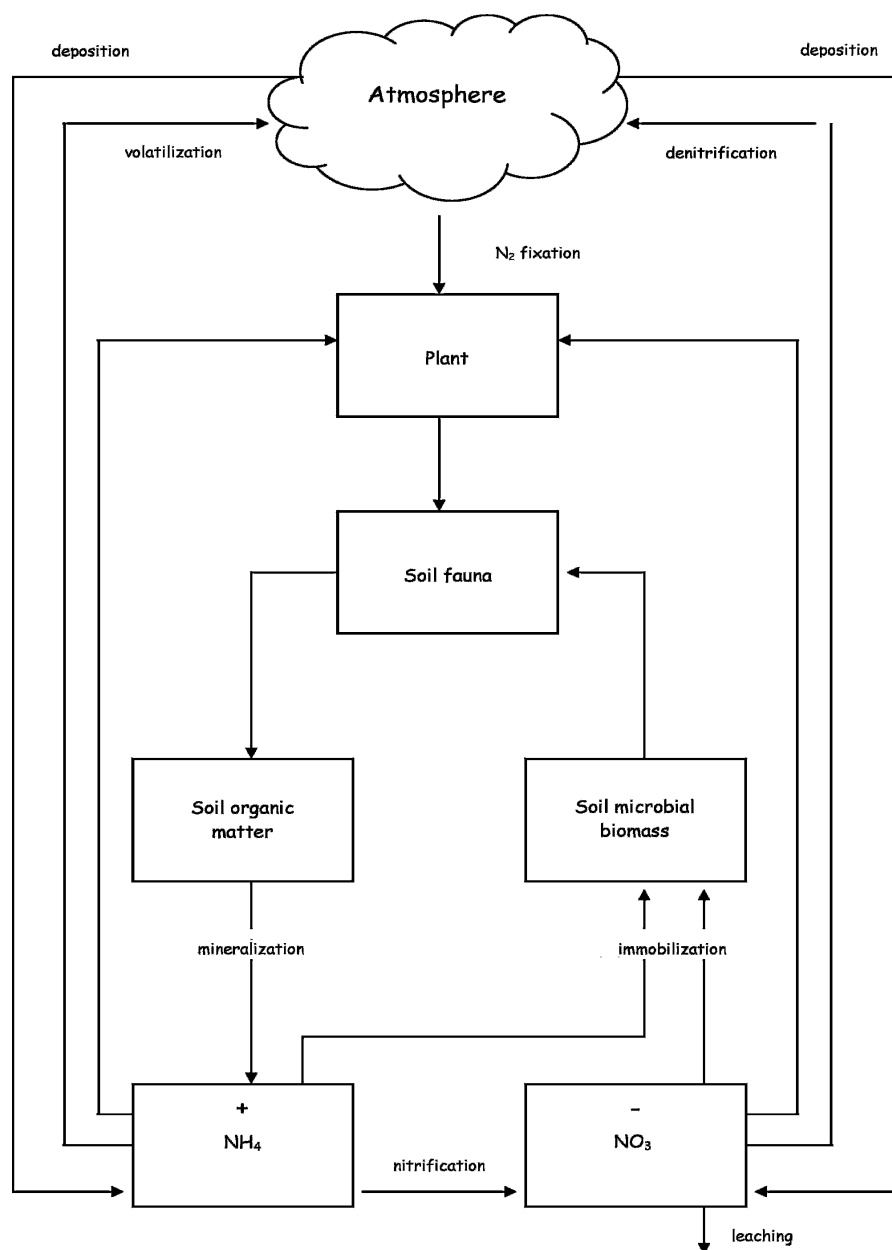 deposition
deposition
Atmosphere
volatilization
denitrification
N₂ fixation
Plant
Soil fauna
Soil organic
matter
Soil microbial
biomass
mineralization
immobilization
+
NH₄
−
NO₃
nitrification
leaching